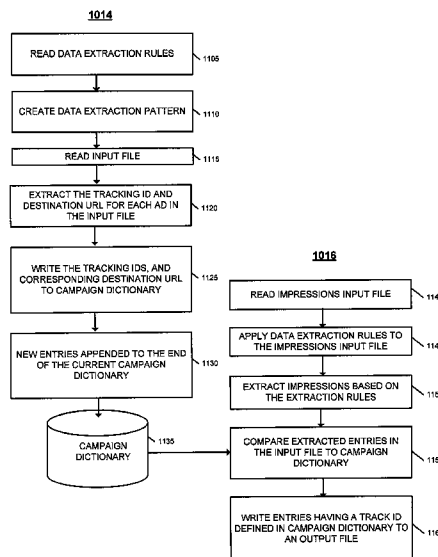 1014
READ DATA EXTRACTION RULES
1105
CREATE DATA EXTRACTION PATTERN
1110
READ INPUT FILE
1115
EXTRACT THE TRACKING ID AND
DESTINATION URL FOR EACH AD IN
THE INPUT FILE
1120
WRITE THE TRACKING IDS, AND
CORRESPONDING DESTINATION URL
TO CAMPAIGN DICTIONARY
1125
NEW ENTRIES APPENDED TO THE END
OF THE CURRENT CAMPAIGN
DICTIONARY
1130
CAMPAIGN
DICTIONARY
1135
1016
READ IMPRESSIONS INPUT FILE
114
APPLY DATA EXTRACTION RULES TO
THE IMPRESSIONS INPUT FILE
114
EXTRACT IMPRESSIONS BASED ON
THE EXTRACTION RULES
115
COMPARE EXTRACTED ENTRIES IN
THE INPUT FILE TO CAMPAIGN
DICTIONARY
115
WRITE ENTRIES HAVING A TRACK ID
DEFINED IN CAMPAIGN DICTIONARY TO
AN OUTPUT FILE
116